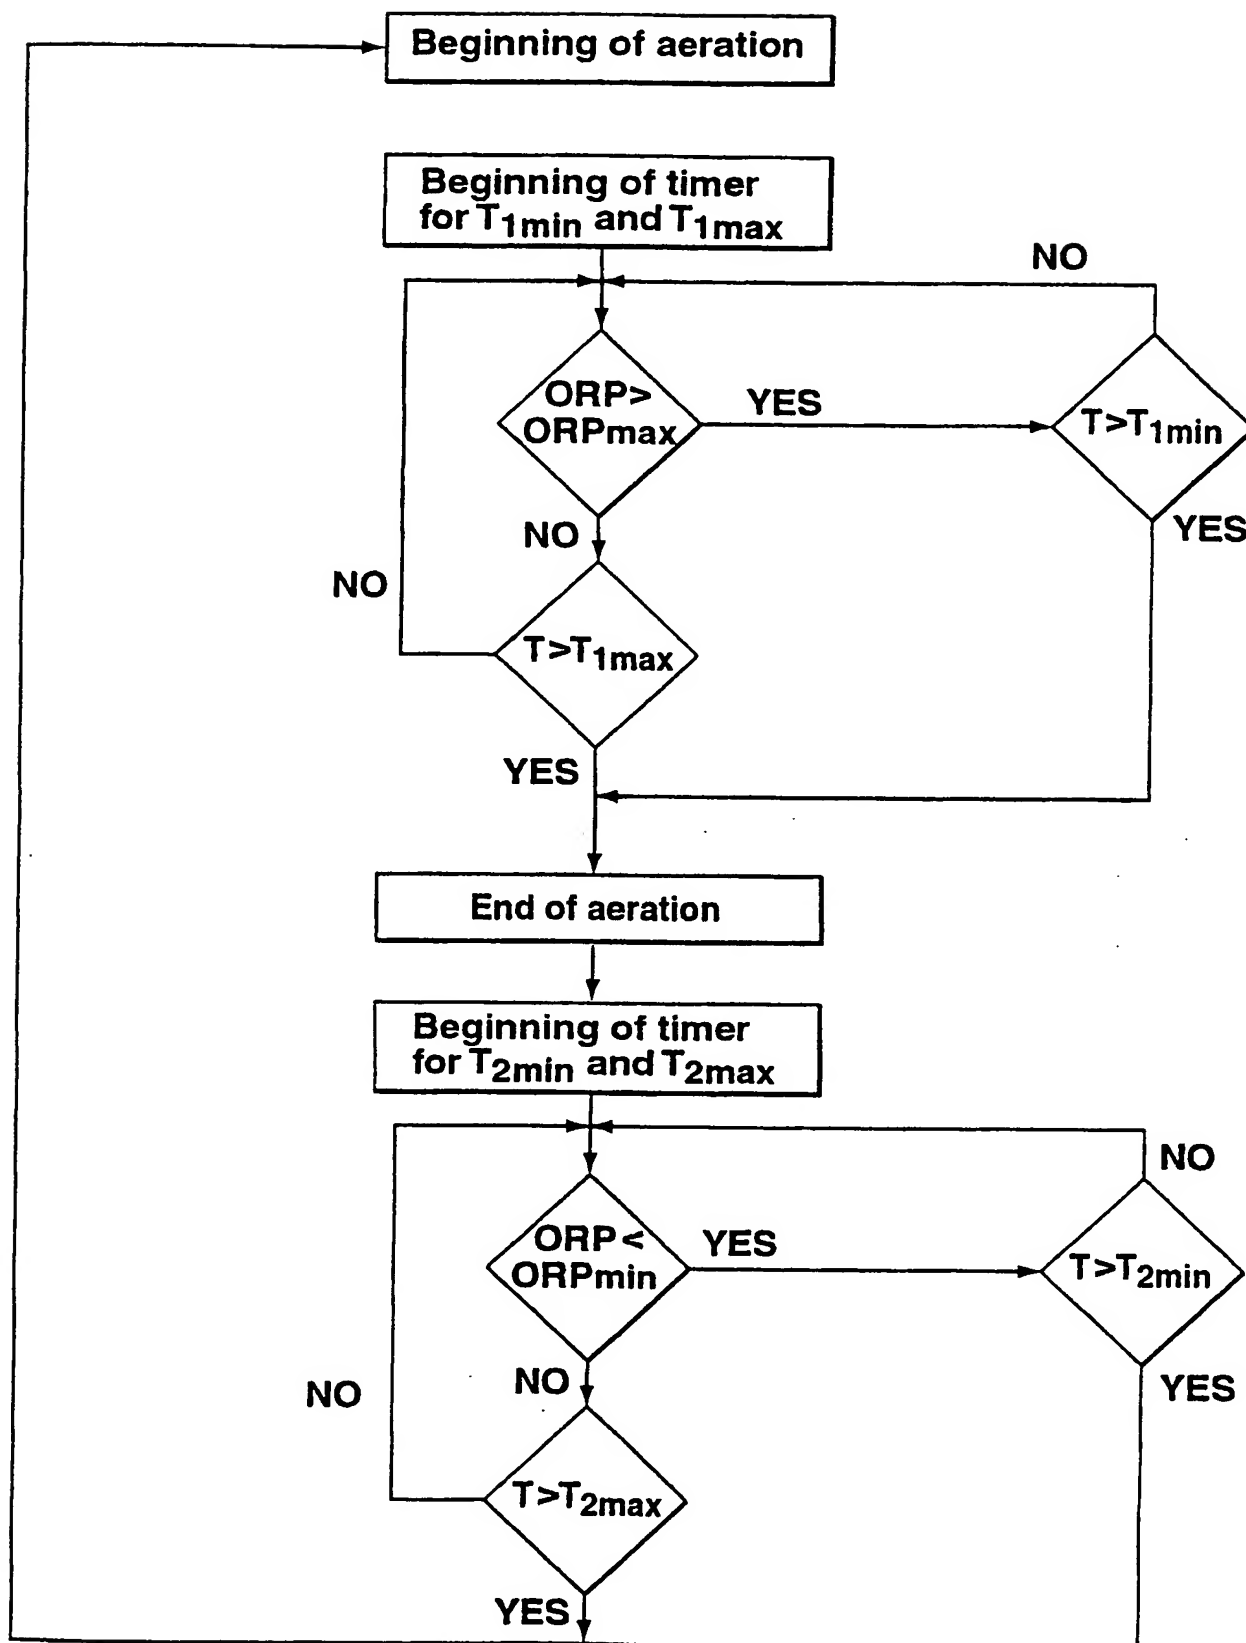 Beginning of aeration
Beginning of timer
for T1min and T1max
NO
ORP>
ORPmax
YES
T>T1min
NO
YES
NO
T>T1max
YES
End of aeration
Beginning of timer
for T2min and T2max
NO
ORP<
ORPmin
YES
T>T2min
NO
YES
NO
T>T2max
YES